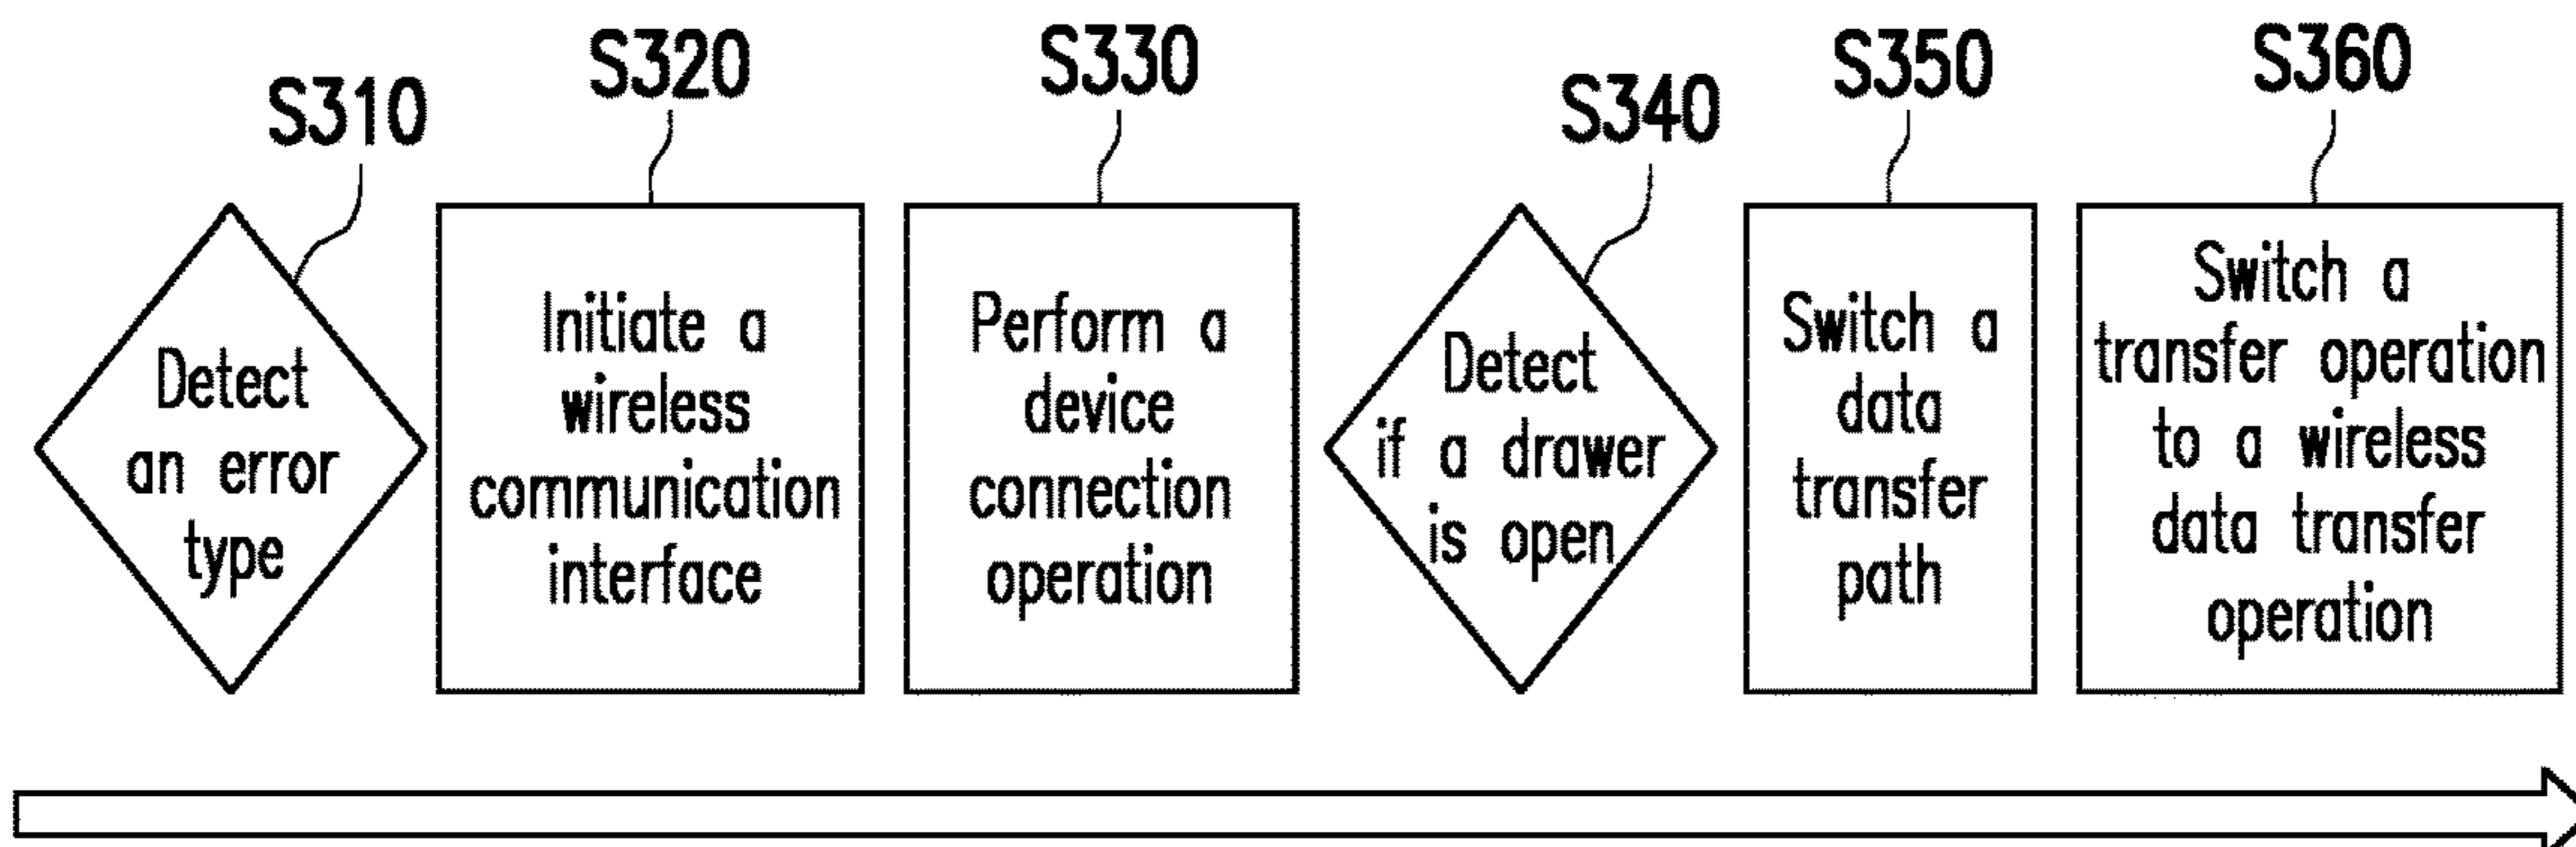 S310
S320
S330
S340
S350
S360
Detect
an error
type
Initiate a
wireless
communication
interface
Perform a
device
connection
operation
Detect
if a drawer
is open
Switch a
data
transfer
path
Switch a
transfer operation
to a wireless
data transfer
operation